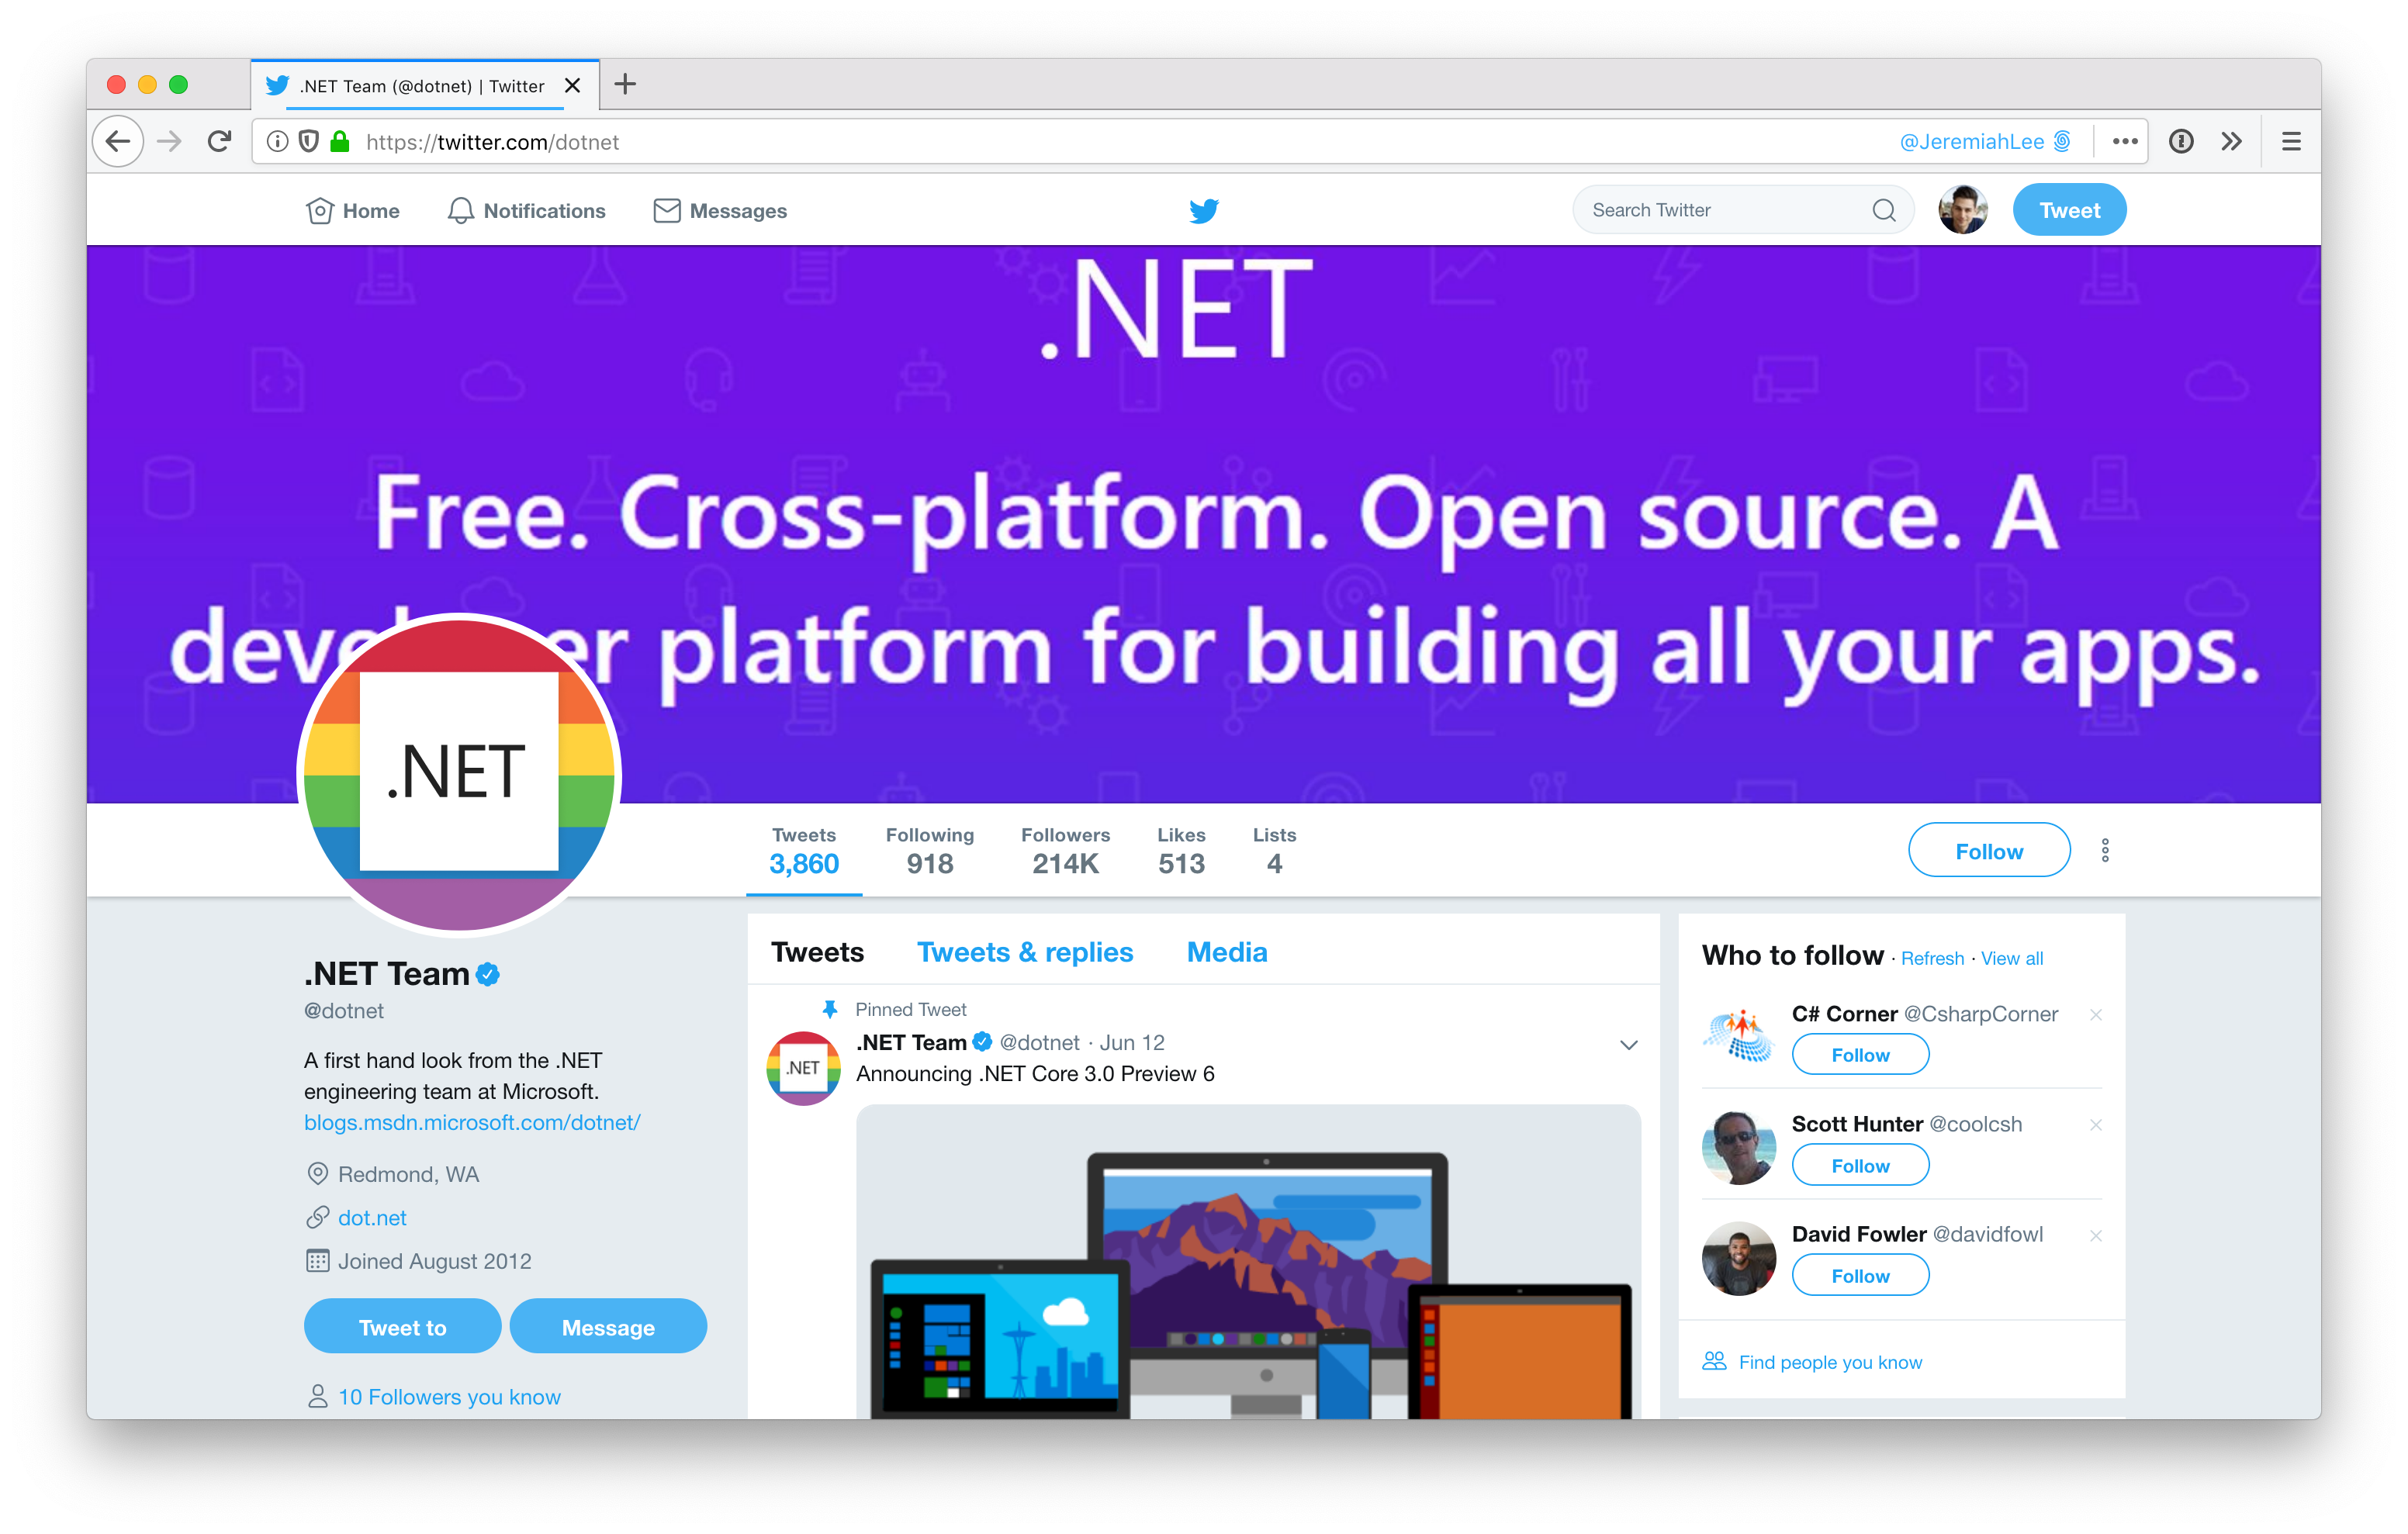 .NET Team (@dotnet) | Twitter
https://twitter.com/dotnet
@JeremiahLee
Home
Notifications
Messages
Search Twitter
Tweet
.NET
Free. Cross-platform. Open source. A
platform for building all your apps.
.NET
Tweets
3,860
Following
918
Followers
214K
Likes
513
Lists
4
Follow
.NET Team
@dotnet
A first hand look from the .NET
engineering team at Microsoft.
blogs.msdn.microsoft.com/dotnet/
Redmond, WA
dot.net
Joined August 2012
Tweet to
Message
10 Followers you know
Tweets
Tweets & replies
Media
Pinned Tweet
.NET Team @dotnet · Jun 12
.NET
Announcing .NET Core 3.0 Preview 6
Who to follow · Refresh · View all
C# Corner @CsharpCorner
Follow
Scott Hunter @coolcsh
Follow
David Fowler @davidfowl
Follow
Find people you know